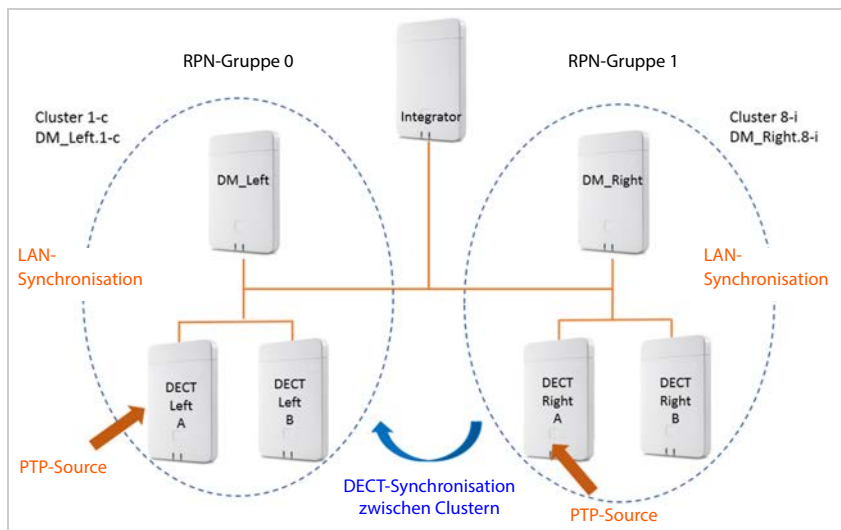 RPN-Gruppe 0
RPN-Gruppe 1
Integrator
Cluster 1-c
DM_Left.1-c
Cluster 8-i
DM_Right.8-i
DM_Left
DM_Right
LAN-
Synchronisation
LAN-
Synchronisation
DECT
Left
A
DECT
Left
B
DECT
Right
A
DECT
Right
B
PTP-Source
DECT-Synchronisation
zwischen Clustern
PTP-Source